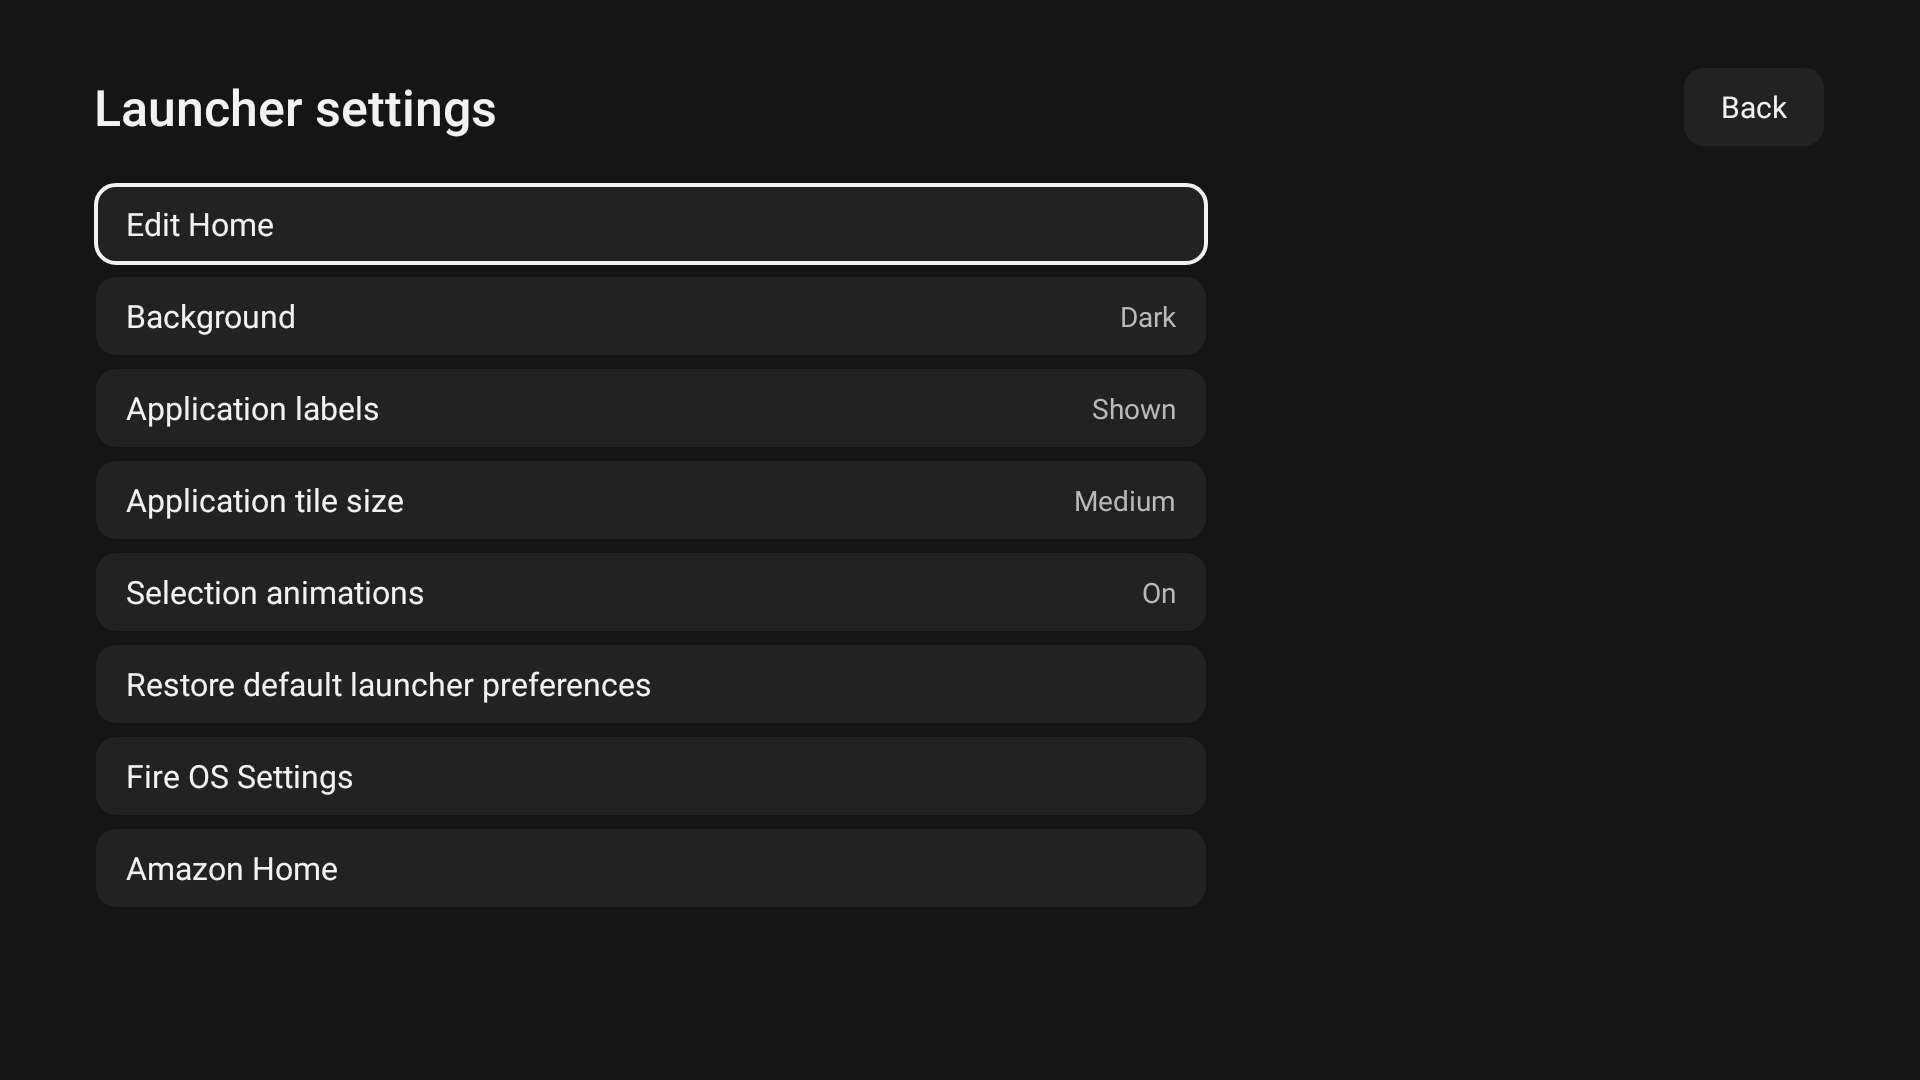 Launcher settings
Back
Edit Home
Background
Dark
Application labels
Shown
Application tile size
Medium
Selection animations
On
Restore default launcher preferences
Fire OS Settings
Amazon Home